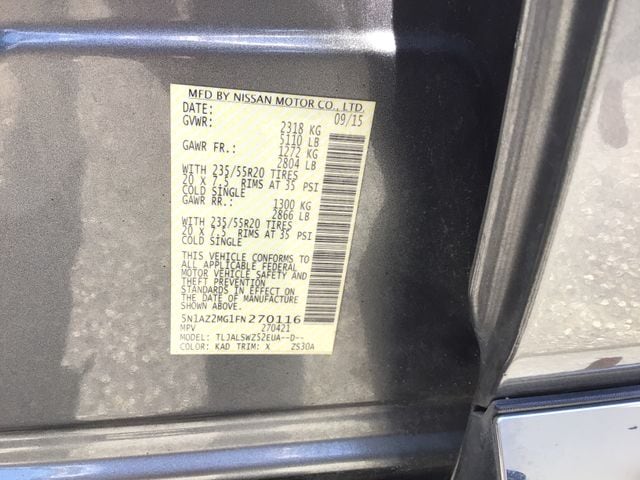 MFD BY NISSAN MOTOR CO., LTD.
DATE: 09/15
GVWR: 2318 KG
5110 LB
GAWR FR.: 1272 KG
2804 LB
WITH 235/55R20 TIRES
20 X 7.5 RIMS AT 35 PSI
COLD SINGLE
GAWR RR.: 1300 KG
2866 LB
WITH 235/55R20 TIRES
20 X 7.5 RIMS AT 35 PSI
COLD SINGLE
THIS VEHICLE CONFORMS TO
ALL APPLICABLE FEDERAL
MOTOR VEHICLE SAFETY AND
THEFT PREVENTION
STANDARDS IN EFFECT ON THE
DATE OF MANUFACTURE
SHOWN ABOVE.
5N1AZ2MG1FN270116
MPV 270421
TLJALSWZ52EUA--D--
COLOR: KAD TRIM: X Z530A